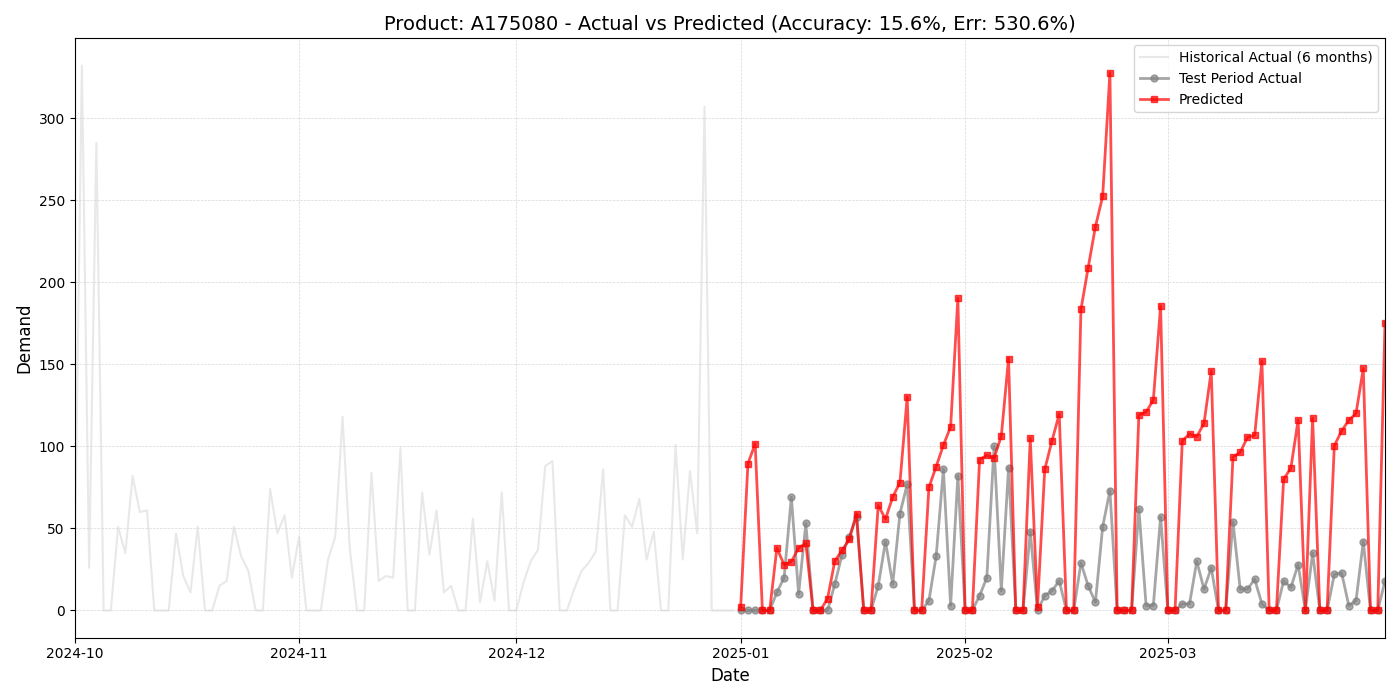 Product: A175080 - Actual vs Predicted (Accuracy: 15.6%, Err: 530.6%)
Historical Actual (6 months)
Test Period Actual
Predicted
300
250
200
150
100
50
0
Demand
2024-10
2024-11
2024-12
2025-01
2025-02
2025-03
Date